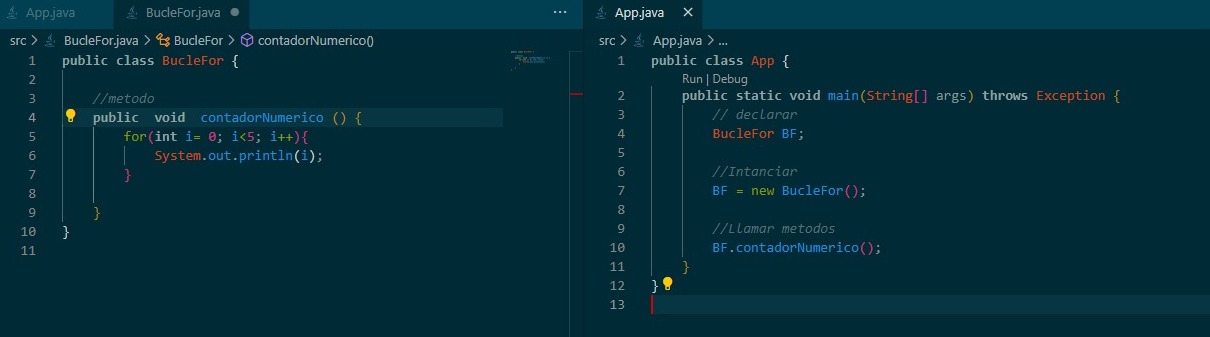 App.java
BucleFor.java
···
src > BucleFor.java > BucleFor > contadorNumerico()
1 public class BucleFor {
2
3 //metodo
4 public  void  contadorNumerico () {
5 for(int i= 0; i<5; i++){
6 System.out.println(i);
7 }
8
9 }
10 }
11
App.java
src > App.java > ...
1 public class App {
Run | Debug
2 public static void main(String[] args) throws Exception {
3 // declarar
4 BucleFor BF;
5
6 //Intanciar
7 BF = new BucleFor();
8
9 //Llamar metodos
10 BF.contadorNumerico();
11 }
12 }
13